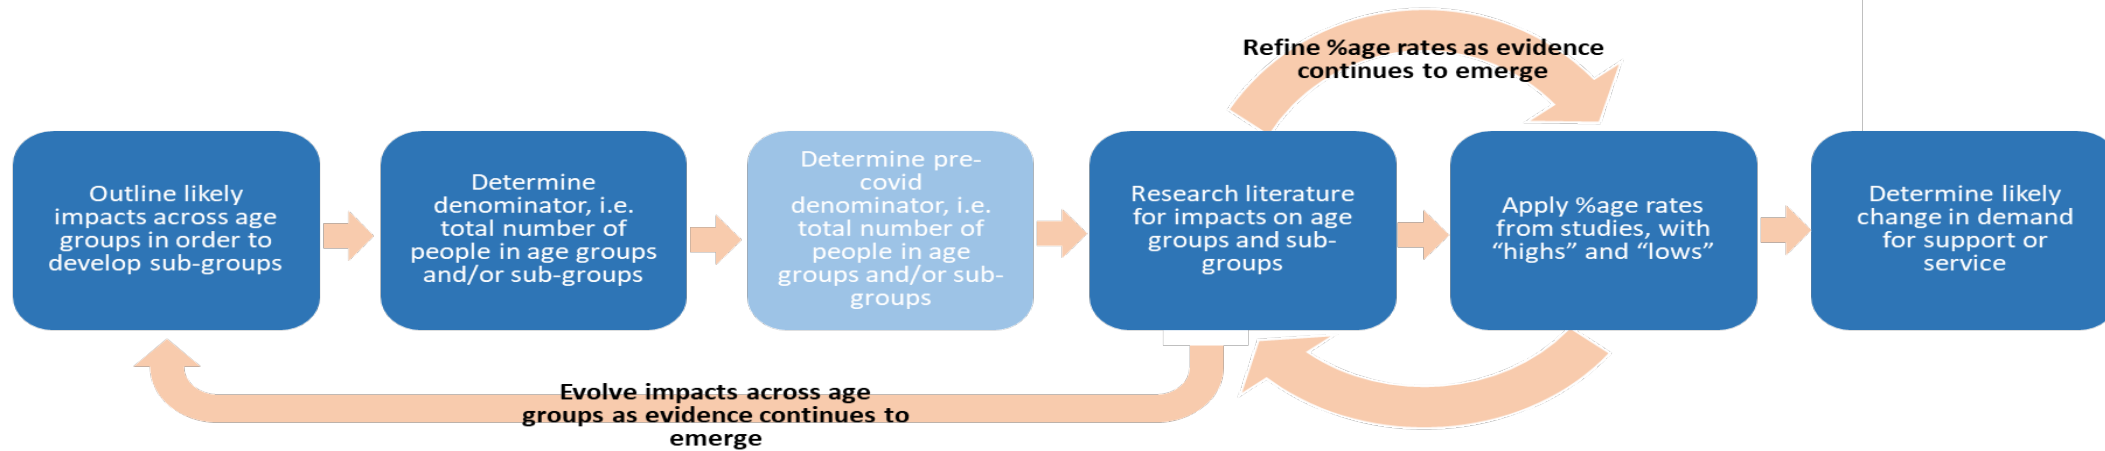 Refine %age rates as evidence
continues to emerge
Outline likely
impacts across age
groups in order to
develop sub-groups
Determine
denominator, i.e.
total number of
people in age groups
and/or sub-groups
Determine pre-
covid
denominator, i.e.
total number of
people in age
groups and/or sub-
groups
Research literature
for impacts on age
groups and sub-
groups
Apply %age rates
from studies, with
“highs” and “lows”
Determine likely
change in demand
for support or
service
Evolve impacts across age
groups as evidence continues to
emerge